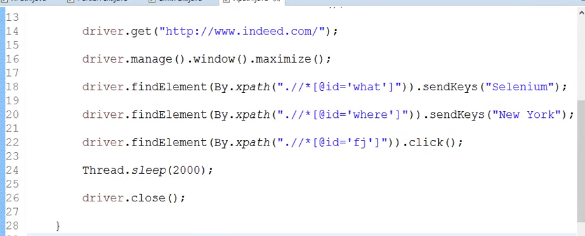 13
14 driver.get("http://www.indeed.com/");
15
16 driver.manage().window().maximize();
17
18 driver.findElement(By.xpath(".//*[@id='what']")).sendKeys("Selenium");
19
20 driver.findElement(By.xpath(".//*[@id='where']")).sendKeys("New York");
21
22 driver.findElement(By.xpath(".//*[@id='fj']")).click();
23
24 Thread.sleep(2000);
25
26 driver.close();
27
28 }